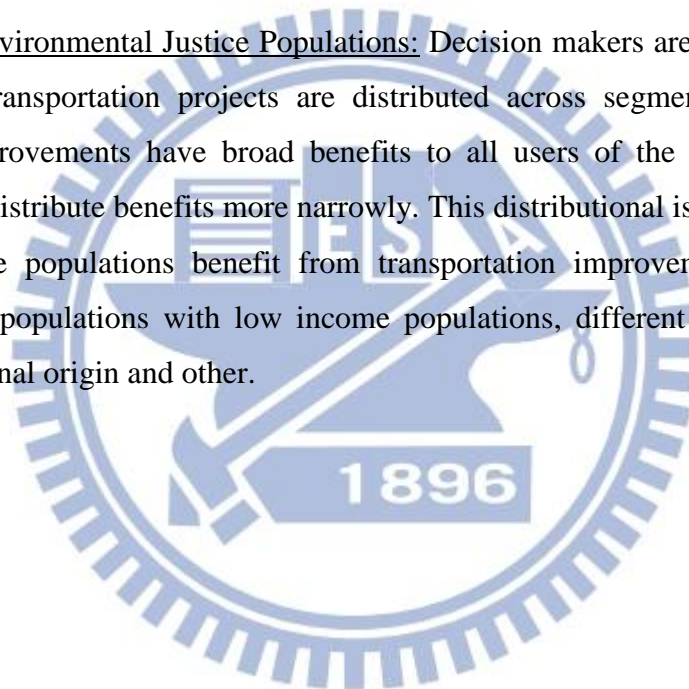 vironmental Justice Populations: Decision makers are
ransportation projects are distributed across segmen
rovements have broad benefits to all users of the
istribute benefits more narrowly. This distributional is
e populations benefit from transportation improvem
populations with low income populations, different
nal origin and other.
E S A
1896